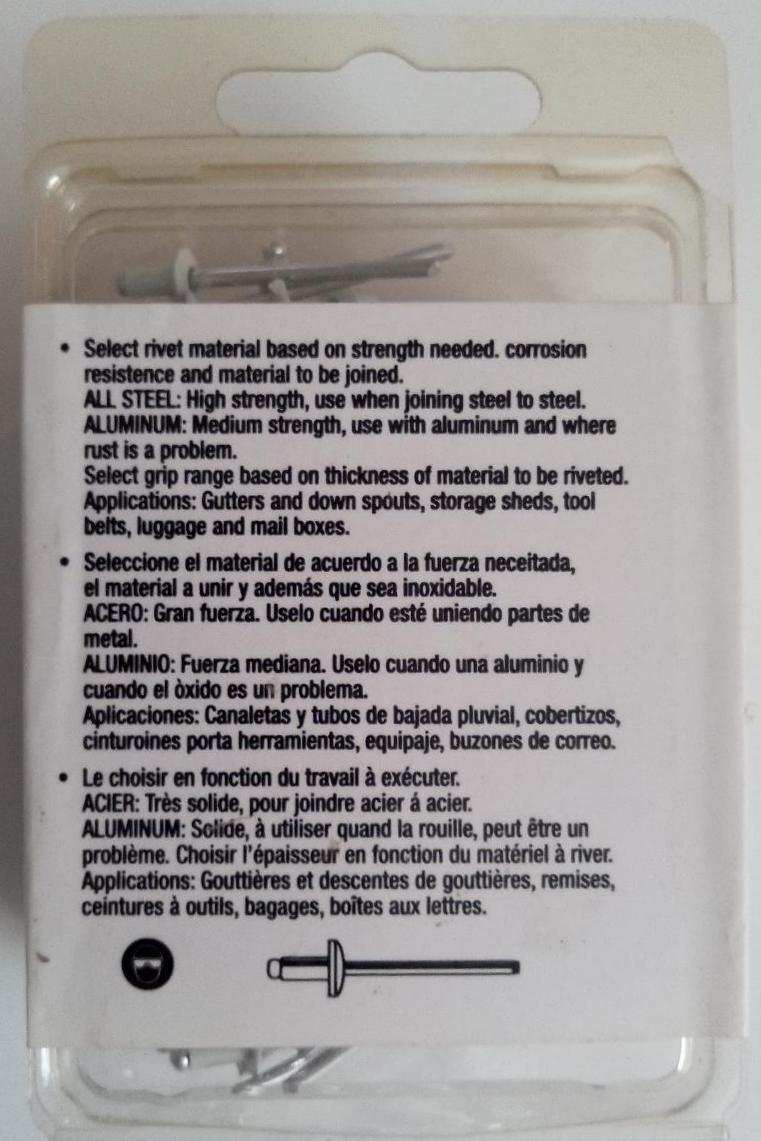 • Select rivet material based on strength needed. corrosion
resistence and material to be joined.
ALL STEEL: High strength, use when joining steel to steel.
ALUMINUM: Medium strength, use with aluminum and where
rust is a problem.
Select grip range based on thickness of material to be riveted.
Applications: Gutters and down spouts, storage sheds, tool
belts, luggage and mail boxes.
• Seleccione el material de acuerdo a la fuerza neceitada,
el material a unir y además que sea inoxidable.
ACERO: Gran fuerza. Uselo cuando esté uniendo partes de
metal.
ALUMINIO: Fuerza mediana. Uselo cuando una aluminio y
cuando el òxido es un problema.
Aplicaciones: Canaletas y tubos de bajada pluvial, cobertizos,
cinturoines porta herramientas, equipaje, buzones de correo.
• Le choisir en fonction du travail à exécuter.
ACIER: Très solide, pour joindre acier á acier.
ALUMINUM: Solide, à utiliser quand la rouille, peut être un
problème. Choisir l'épaisseur en fonction du matériel à river.
Applications: Gouttières et descentes de gouttières, remises,
ceintures à outils, bagages, boîtes aux lettres.